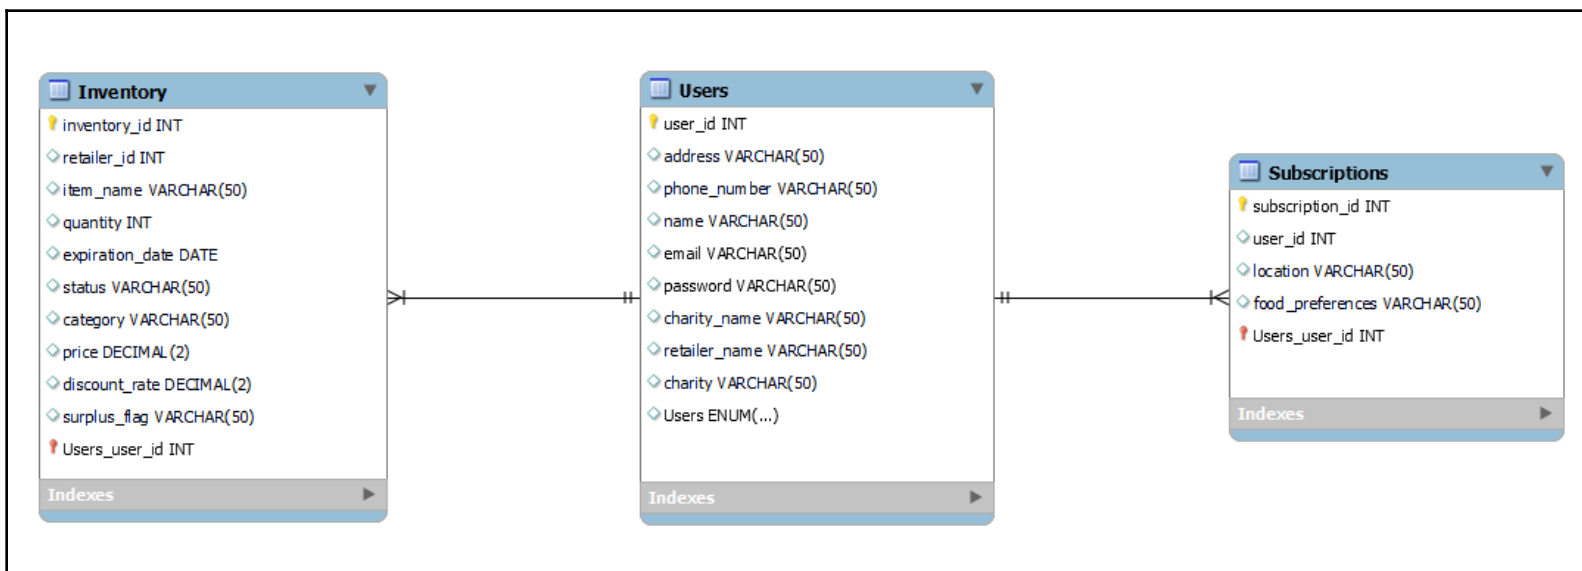 Inventory
inventory_id INT
retailer_id INT
item_name VARCHAR(50)
quantity INT
expiration_date DATE
status VARCHAR(50)
category VARCHAR(50)
price DECIMAL(2)
discount_rate DECIMAL(2)
surplus_flag VARCHAR(50)
Users_user_id INT
Indexes
Users
user_id INT
address VARCHAR(50)
phone_number VARCHAR(50)
name VARCHAR(50)
email VARCHAR(50)
password VARCHAR(50)
charity_name VARCHAR(50)
retailer_name VARCHAR(50)
charity VARCHAR(50)
Users ENUM(...)
Indexes
Subscriptions
subscription_id INT
user_id INT
location VARCHAR(50)
food_preferences VARCHAR(50)
Users_user_id INT
Indexes